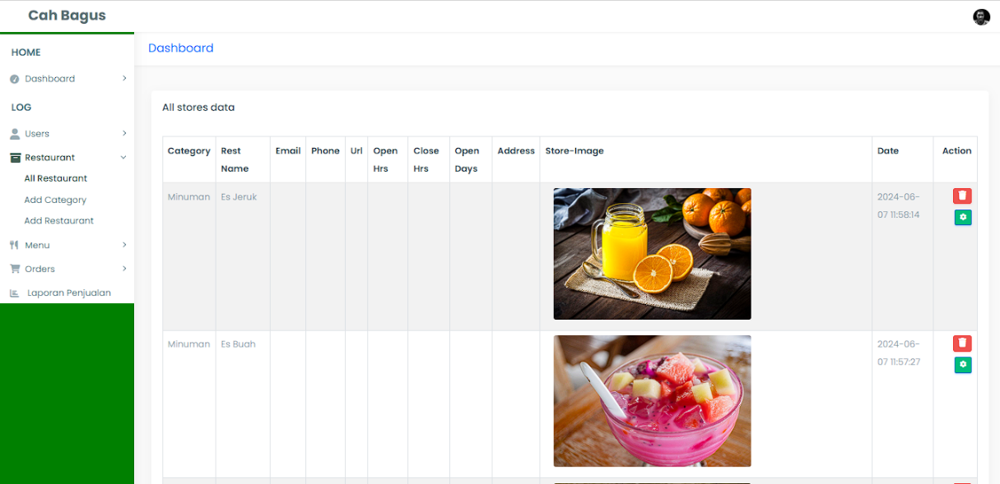 Cah Bagus
HOME
Dashboard
LOG
Users
Restaurant
All Restaurant
Add Category
Add Restaurant
Menu
Orders
Laporan Penjualan
Dashboard
All stores data
Category
Rest
Name
Email
Phone
Url
Open
Hrs
Close
Hrs
Open
Days
Address
Store-Image
Date
Action
Minuman
Es Jeruk
2024-06-
07 11:58:14
Minuman
Es Buah
2024-06-
07 11:57:27